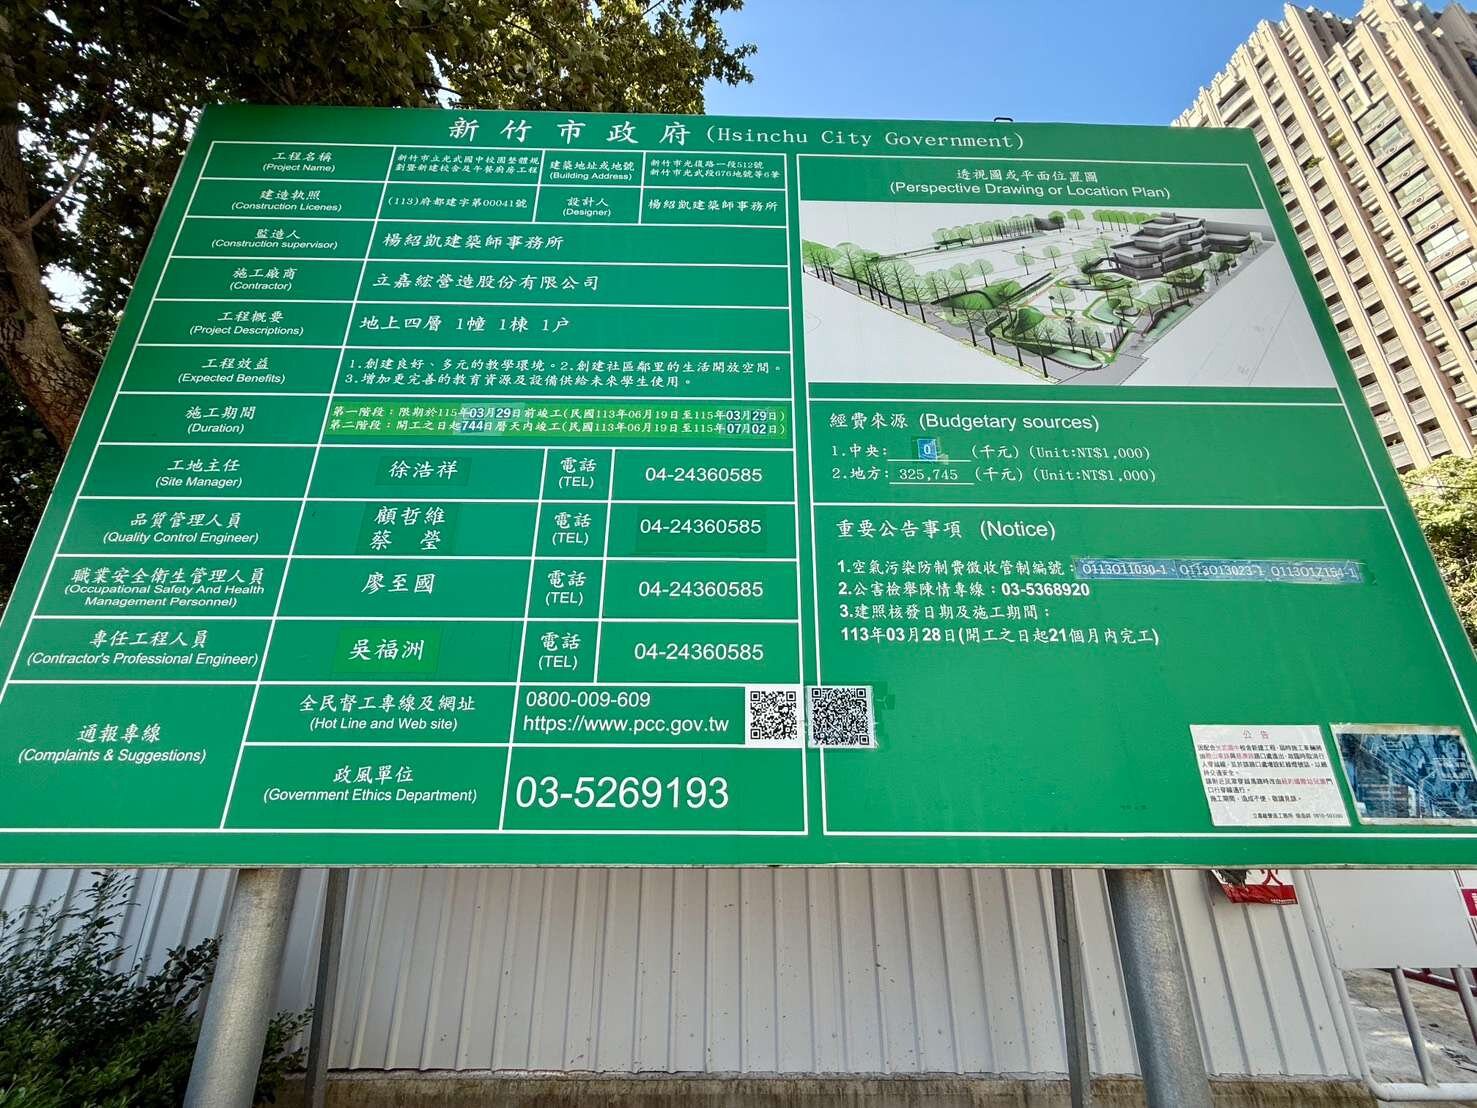 新竹市政府 (Hsinchu City Government)
工程名稱
(Project Name)
新竹市立光武國中校園整體規
劃暨新建校舍及午餐廚房工程
建築地址或地號
(Building Address)
新竹市光復路一段512號
新竹市光武段676地號等6筆
建造執照
(Construction Licenes)
(113)府都建字第00041號
設計人
(Designer)
楊紹凱建築師事務所
監造人
(Construction supervisor)
楊紹凱建築師事務所
施工廠商
(Contractor)
立嘉綋營造股份有限公司
工程概要
(Project Descriptions)
地上四層 1幢 1棟 1戶
工程效益
(Expected Benefits)
1.創建良好、多元的教學環境。2.創建社區鄰里的生活開放空間。
3.增加更完善的教育資源及設備供給未來學生使用。
施工期間
(Duration)
第一階段：限期於115年03月29日前竣工(民國113年06月19日至115年03月29日)
第二階段：開工之日起744日曆天內竣工(民國113年06月19日至115年07月02日)
工地主任
(Site Manager)
徐浩祥
電話
(TEL)
04-24360585
品質管理人員
(Quality Control Engineer)
顧哲維
蔡 瑩
電話
(TEL)
04-24360585
職業安全衛生管理人員
(Occupational Safety And Health
Management Personnel)
廖至國
電話
(TEL)
04-24360585
專任工程人員
(Contractor's Professional Engineer)
吳福洲
電話
(TEL)
04-24360585
通報專線
(Complaints & Suggestions)
全民督工專線及網址
(Hot Line and Web site)
0800-009-609
https://www.pcc.gov.tw
政風單位
(Government Ethics Department)
03-5269193
透視圖或平面位置圖
(Perspective Drawing or Location Plan)
經費來源 (Budgetary sources)
1.中央: 0 (千元) (Unit:NT$1,000)
2.地方: 325,745 (千元) (Unit:NT$1,000)
重要公告事項 (Notice)
1.空氣污染防制費徵收管制編號：O113O11030-1、O113O13023-1 O113O1Z154-1
2.公害檢舉陳情專線：03-5368920
3.建照核發日期及施工期間：
113年03月28日(開工之日起21個月內完工)
公 告